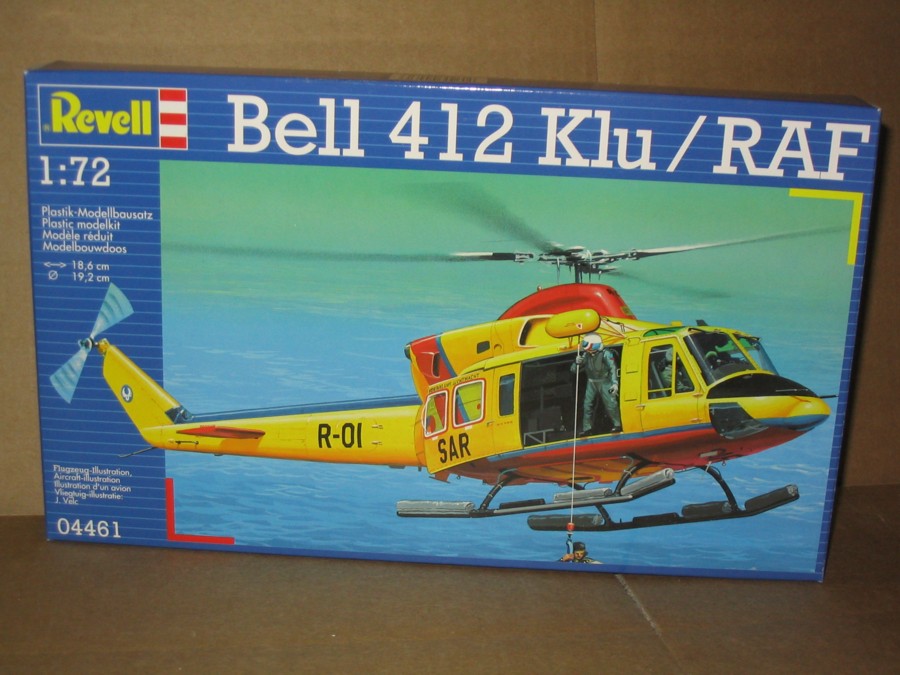 Revell
Bell 412 Klu/RAF
1:72
Plastik-Modellbausatz
Plastic modelkit
Modèle réduit
Modelbouwdoos
18,6 cm
Ø 19,2 cm
R-01
SAR
Flugzeug-Illustration,
Aircraft-illustration
Illustration d'un avion
Vliegtuig-illustratie:
J. Velc
04461